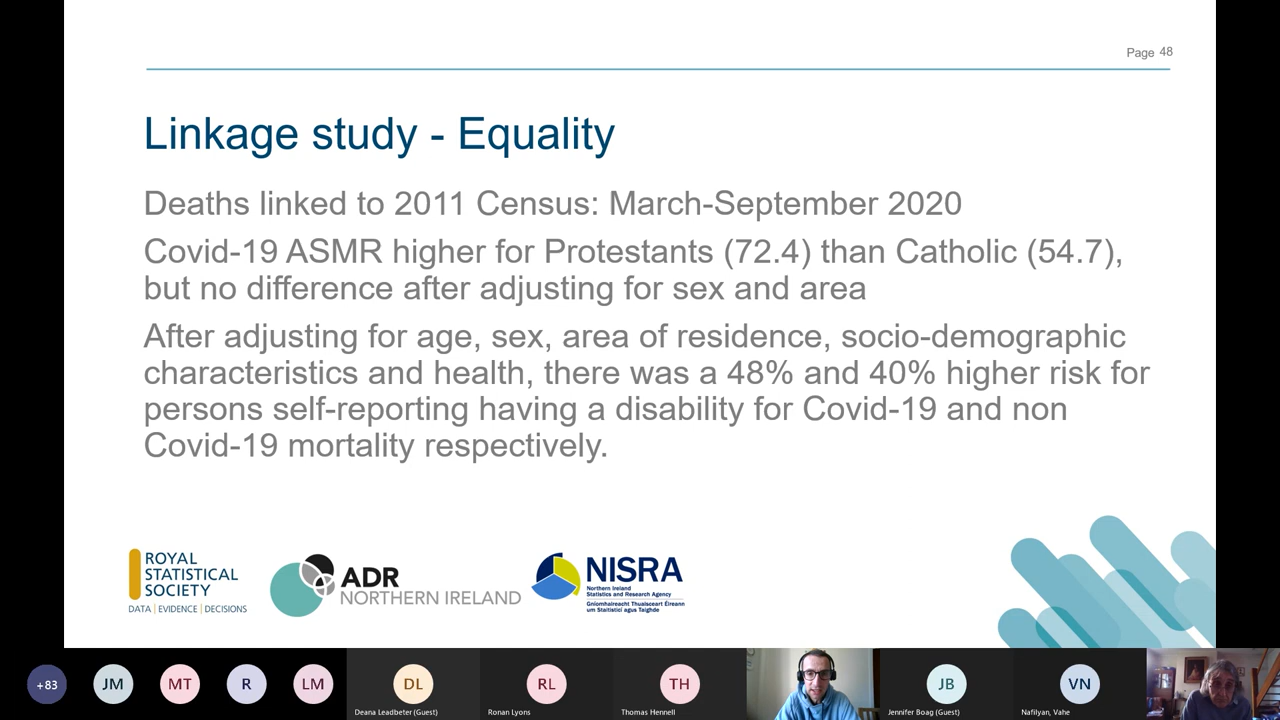 Page 48
Linkage study - Equality
Deaths linked to 2011 Census: March-September 2020
Covid-19 ASMR higher for Protestants (72.4) than Catholic (54.7),
but no difference after adjusting for sex and area
After adjusting for age, sex, area of residence, socio-demographic
characteristics and health, there was a 48% and 40% higher risk for
persons self-reporting having a disability for Covid-19 and non
Covid-19 mortality respectively.
ROYAL
STATISTICAL
SOCIETY
DATA | EVIDENCE | DECISIONS
ADR
NORTHERN IRELAND
NISRA
Northern Ireland
Statistics and Research Agency
Gníomhaireacht Thuaisceart Éireann
um Staitisticí agus Taighde
+83
JM
MT
R
LM
DL
RL
TH
JB
VN
Deana Leadbeter (Guest)
Ronan Lyons
Thomas Hennell
Jennifer Boag (Guest)
Nafilyan, Vahe